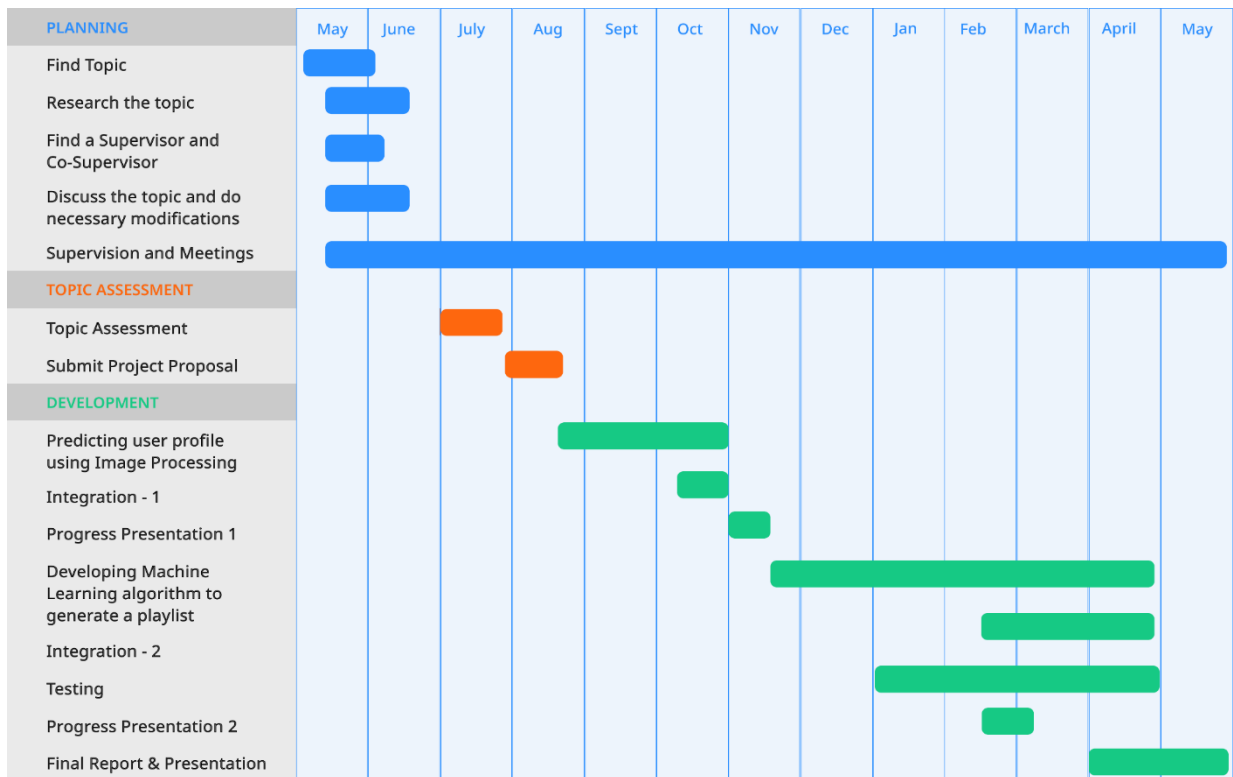 PLANNING May June July Aug Sept Oct Nov Dec Jan Feb March April May
Find Topic
Research the topic
Find a Supervisor and
Co-Supervisor
Discuss the topic and do
necessary modifications
Supervision and Meetings
TOPIC ASSESSMENT
Topic Assessment
Submit Project Proposal
DEVELOPMENT
Predicting user profile
using Image Processing
Integration - 1
Progress Presentation 1
Developing Machine
Learning algorithm to
generate a playlist
Integration - 2
Testing
Progress Presentation 2
Final Report & Presentation